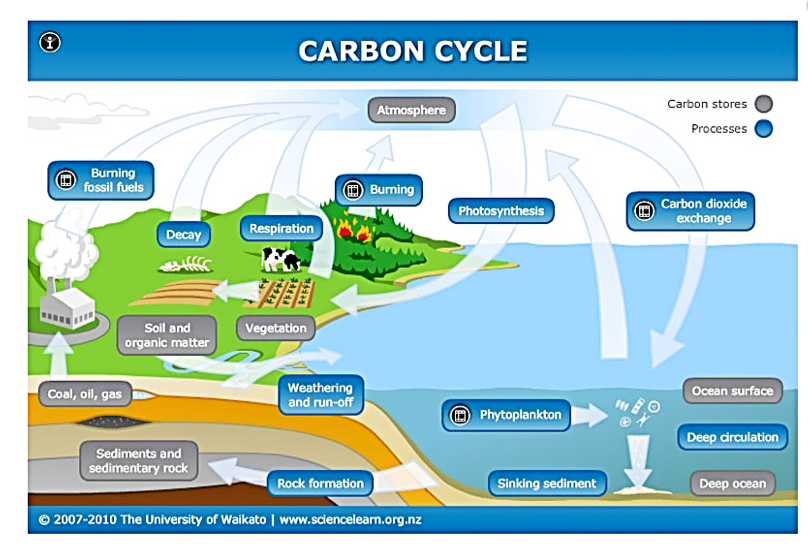 CARBON CYCLE
Atmosphere
Carbon stores
Processes
Burning
fossil fuels
Burning
Photosynthesis
Carbon dioxide
exchange
Decay
Respiration
Soil and
organic matter
Vegetation
Coal, oil, gas
Weathering
and run-off
Phytoplankton
Ocean surface
Deep circulation
Sediments and
sedimentary rock
Rock formation
Sinking sediment
Deep ocean
© 2007-2010 The University of Waikato | www.sciencelearn.org.nz